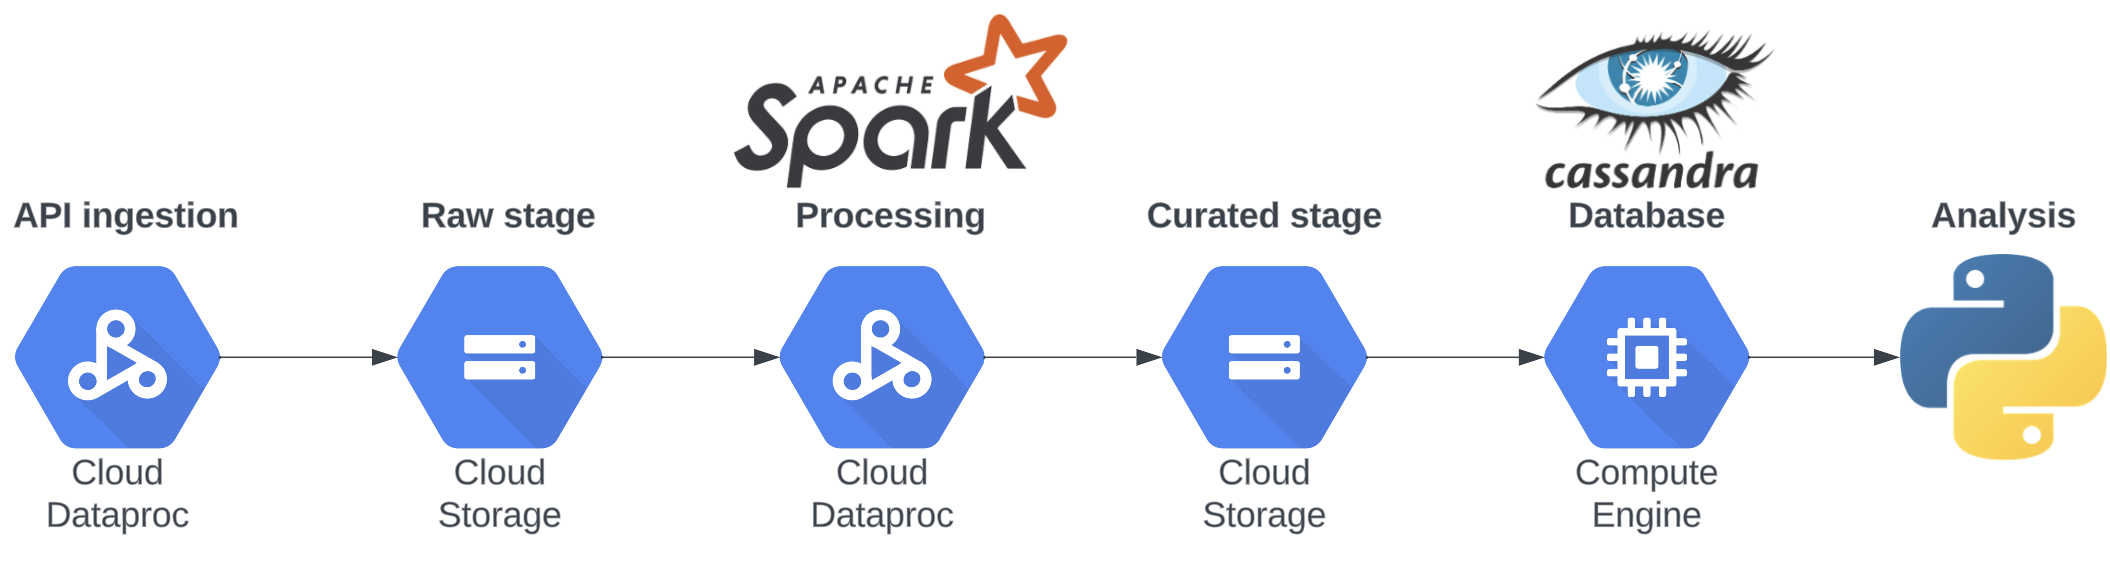 APACHE
Spark
cassandra
API ingestion
Raw stage
Processing
Curated stage
Database
Analysis
Cloud
Dataproc
Cloud
Storage
Cloud
Dataproc
Cloud
Storage
Compute
Engine